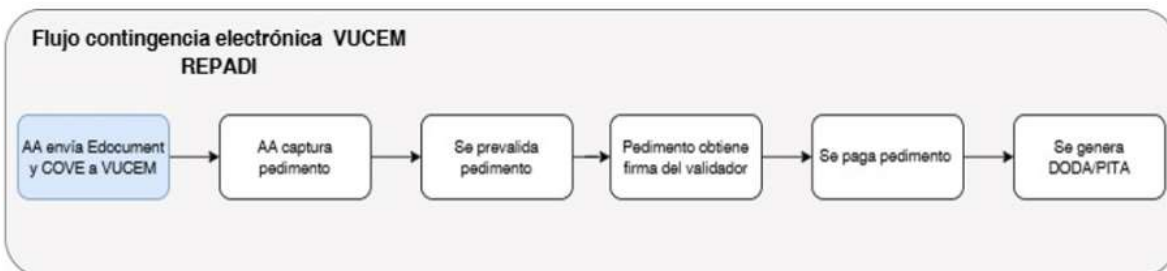 Flujo contingencia electrónica VUCEM
REPADI
AA envía Edocument
y COVE a VUCEM
AA captura
pedimento
Se prevalida
pedimento
Pedimento obtiene
firma del validador
Se paga pedimento
Se genera
DODA/PITA